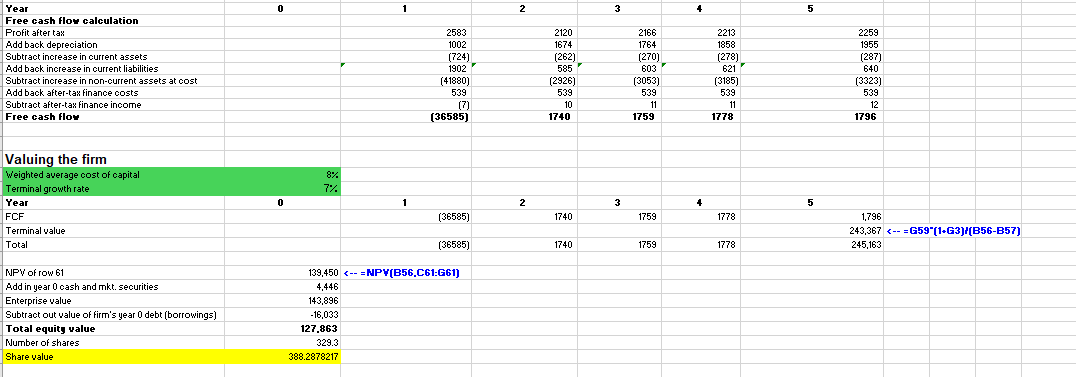 Year 0 1 2 3 4 5
Free cash flow calculation
Profit after tax 2583 2120 2166 2213 2259
Add back depreciation 1002 1674 1764 1858 1955
Subtract increase in current assets (724) (262) (270) (278) (287)
Add back increase in current liabilities 1902 585 603 621 640
Subtract increase in non-current assets at cost (41880) (2926) (3053) (3185) (3323)
Add back after-tax finance costs 539 539 539 539 539
Subtract after-tax finance income (7) 10 11 11 12
Free cash flow (36585) 1740 1759 1778 1796
Valuing the firm
Weighted average cost of capital 8%
Terminal growth rate 7%
Year 0 1 2 3 4 5
FCF (36585) 1740 1759 1778 1,796
Terminal value 243,367 <-- =G59*(1+G3)/(B56-B57)
Total (36585) 1740 1759 1778 245,163
NPV of row 61 139,450 <-- =NPV(B56,C61:G61)
Add in year 0 cash and mkt. securities 4,446
Enterprise value 143,896
Subtract out value of firm's year 0 debt (borrowings) -16,033
Total equity value 127,863
Number of shares 329.3
Share value 388.2878217